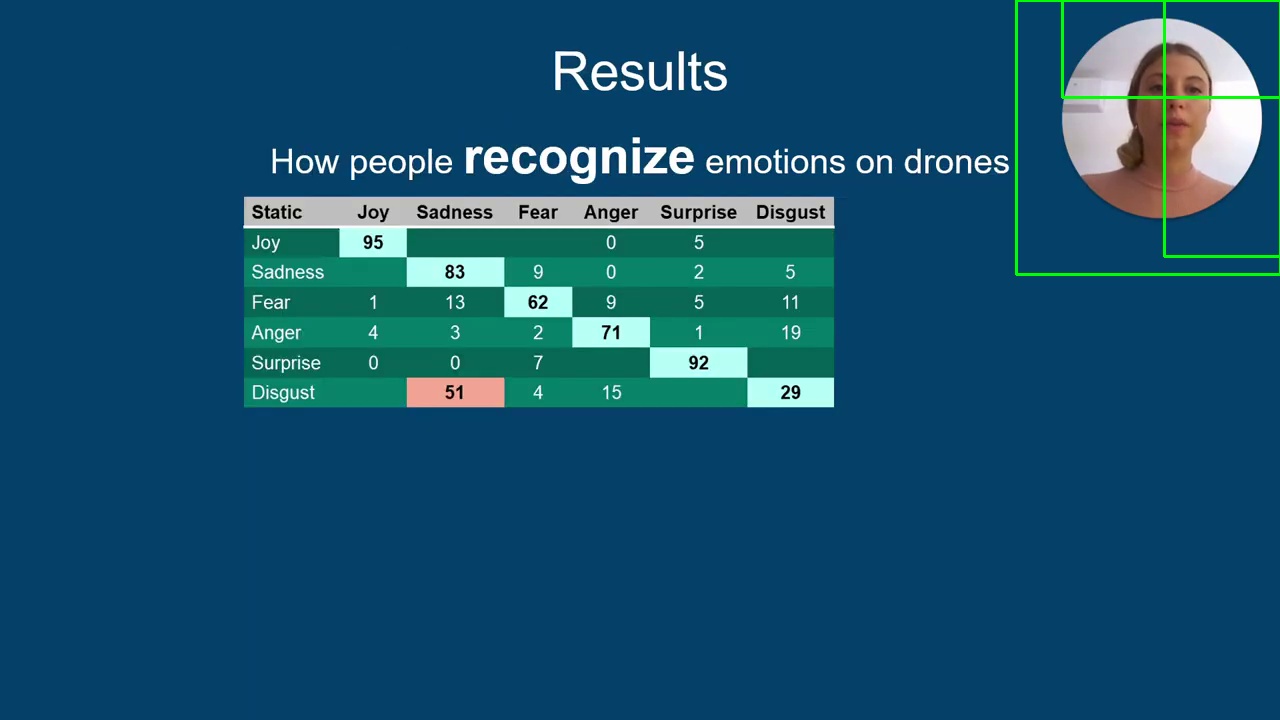 Results
How people recognize emotions on drones
Static Joy Sadness Fear Anger Surprise Disgust
Joy 95 0 5
Sadness 83 9 0 2 5
Fear 1 13 62 9 5 11
Anger 4 3 2 71 1 19
Surprise 0 0 7 92
Disgust 51 4 15 29